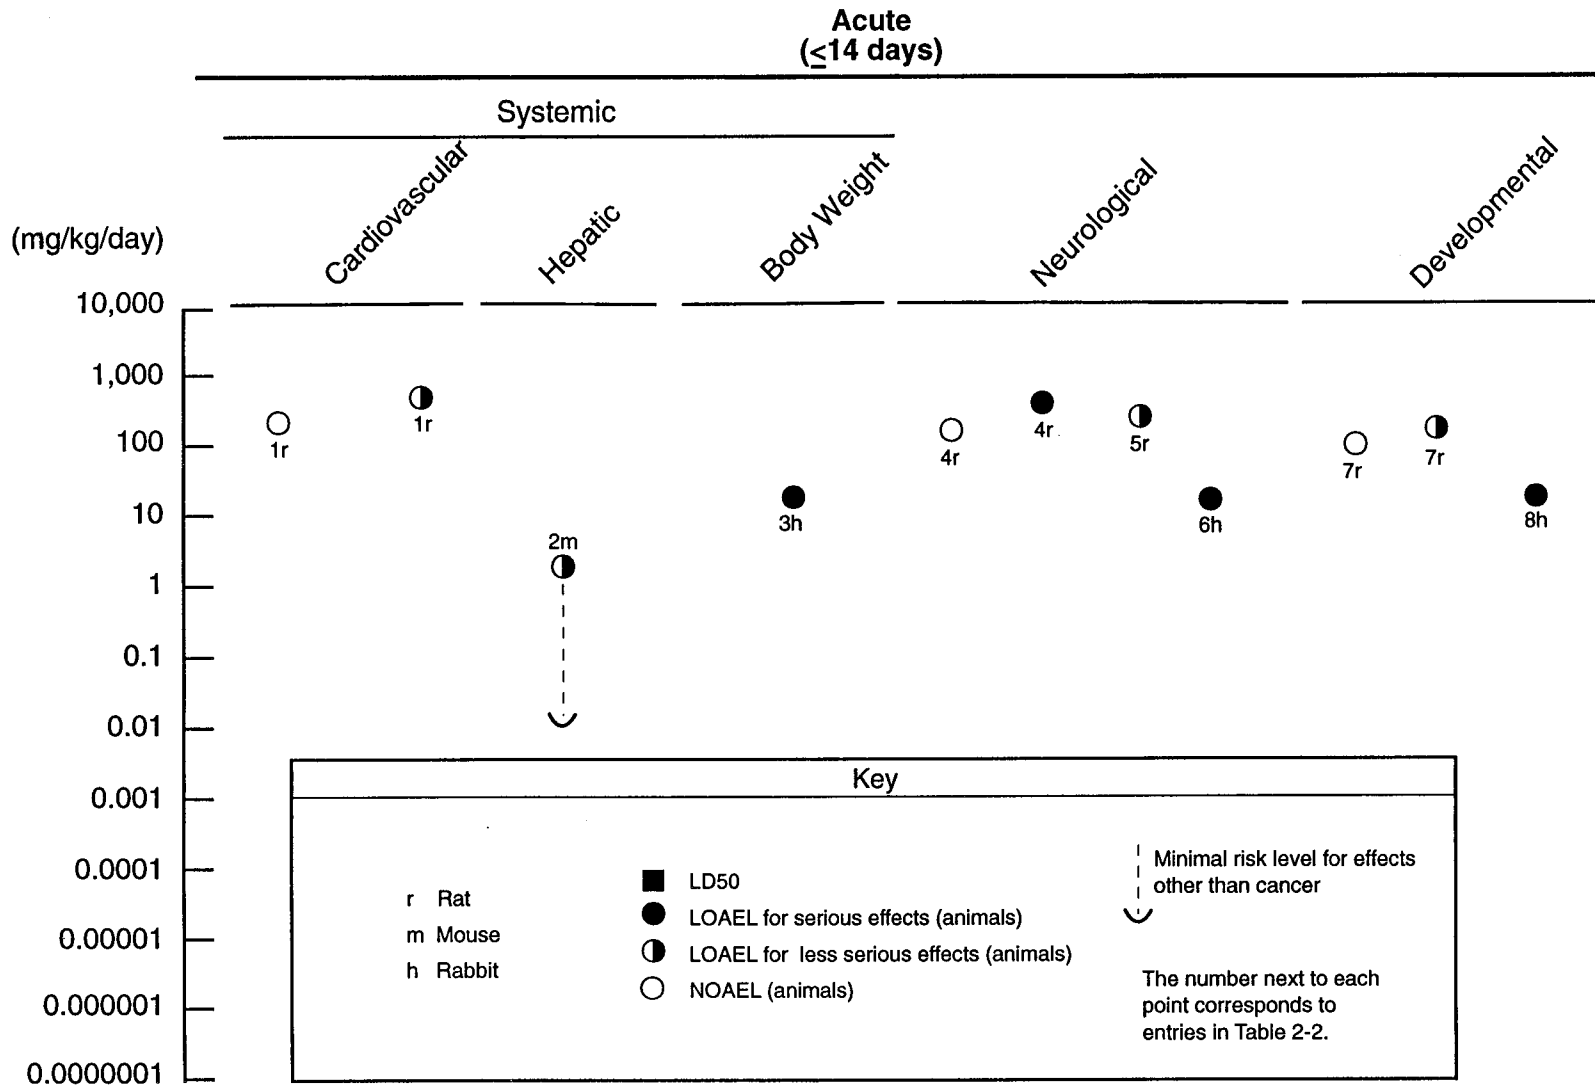 Acute
(≤14 days)
Systemic
Cardiovascular
Hepatic
Body Weight
Neurological
Developmental
(mg/kg/day)
10,000
1,000
100
10
1
0.1
0.01
0.001
0.0001
0.00001
0.000001
0.0000001
1r
1r
2m
3h
4r
4r
5r
6h
7r
7r
8h
Key
r Rat
m Mouse
h Rabbit
LD50
LOAEL for serious effects (animals)
LOAEL for less serious effects (animals)
NOAEL (animals)
Minimal risk level for effects
other than cancer
The number next to each
point corresponds to
entries in Table 2-2.